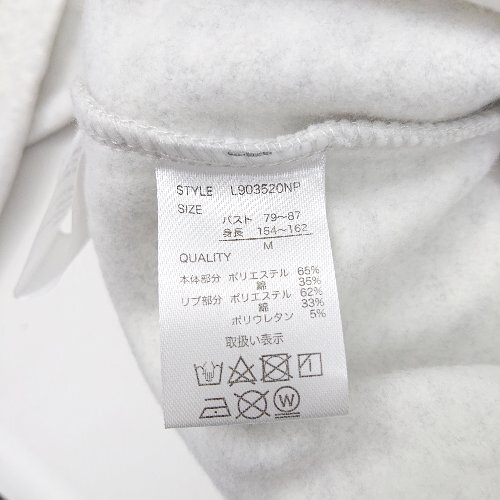 STYLE L903520NP
SIZE
バスト 79~87
身長 154~162
M
QUALITY
本体部分 ポリエステル 65%
綿 35%
リブ部分 ポリエステル 62%
綿 33%
ポリウレタン 5%
取扱い表示
W